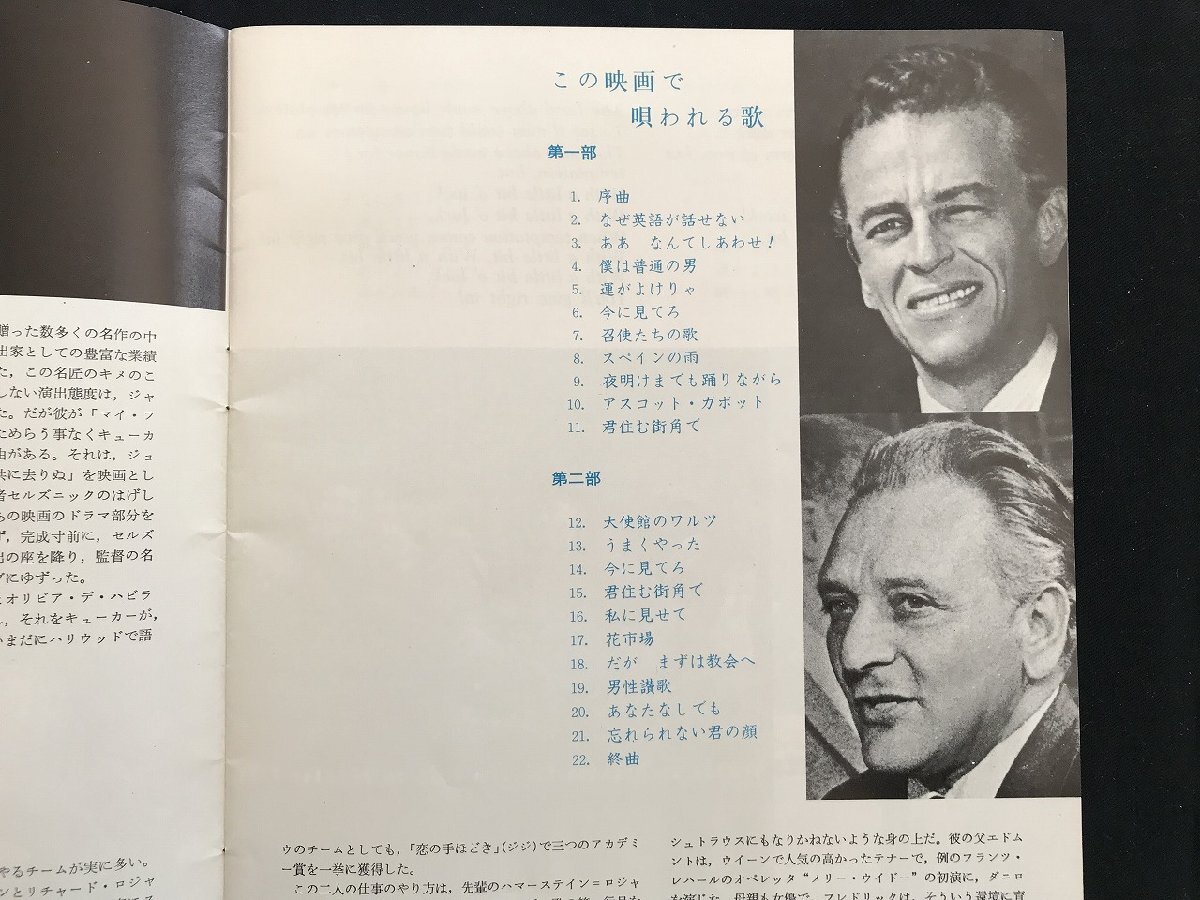 この映画で
唄われる歌
第一部
1. 序曲
2. なぜ英語が話せない
3. ああ なんてしあわせ!
4. 僕は普通の男
5. 運がよけりゃ
6. 今に見てろ
7. 召使たちの歌
8. スペインの雨
9. 夜明けまでも踊りながら
10. アスコット・ガボット
11. 君住む街角で
第二部
12. 大使館のワルツ
13. うまくやった
14. 今に見てろ
15. 君住む街角で
16. 私に見せて
17. 花市場
18. だが まずは教会へ
19. 男性讃歌
20. あなたなしでも
21. 忘れられない君の顔
22. 終曲
贈った数多くの名作の中
出家としての豊富な業績
た，この名匠のキメのこ
しない演出態度は，ジャ
た。だが彼が「マイ・
ためらう事なくキューカ
由がある。それは，ジョ
共に去りぬ」を映画とし
者セルズニックのはげし
らの映画のドラマ部分を
ず，完成寸前に，セルズ
出の座を降り，監督の名
グにゆずった。
とオリビア・デ・ハビラ
，それをキューカーが，
いまだにハリウッドで語
やるチームが実に多い。
ンとリチャード・ロジャ
ウのチームとしても，「恋の手ほどき」(ジジ)で三つのアカデミ
ー賞を一挙に獲得した。
この二人の仕事のやり方は，先輩のハマースティン＝ロジャ
シュトラウスにもなりかねないような身の上だ。彼の父エドム
ントは，ウイーンで人気の高かったテナーで，例のフランツ・
レハールのオペレッタ“メリー・ウイドー”の初演に，ダニロ
を演じた。母親も女優で，フレドリックは，そういう環境に育